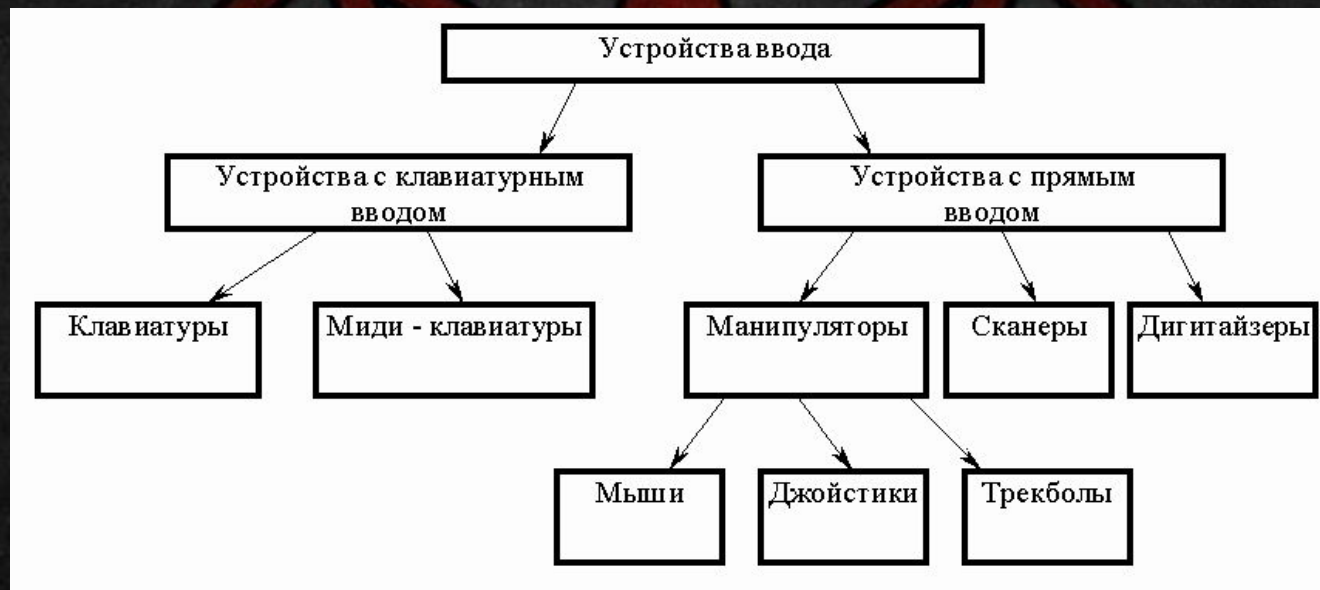 Устройства ввода
Устройства с клавиатурным
вводом
Устройства с прямым
вводом
Клавиатуры
Миди - клавиатуры
Манипуляторы
Сканеры
Дигитайзеры
Мыши
Джойстики
Трекболы